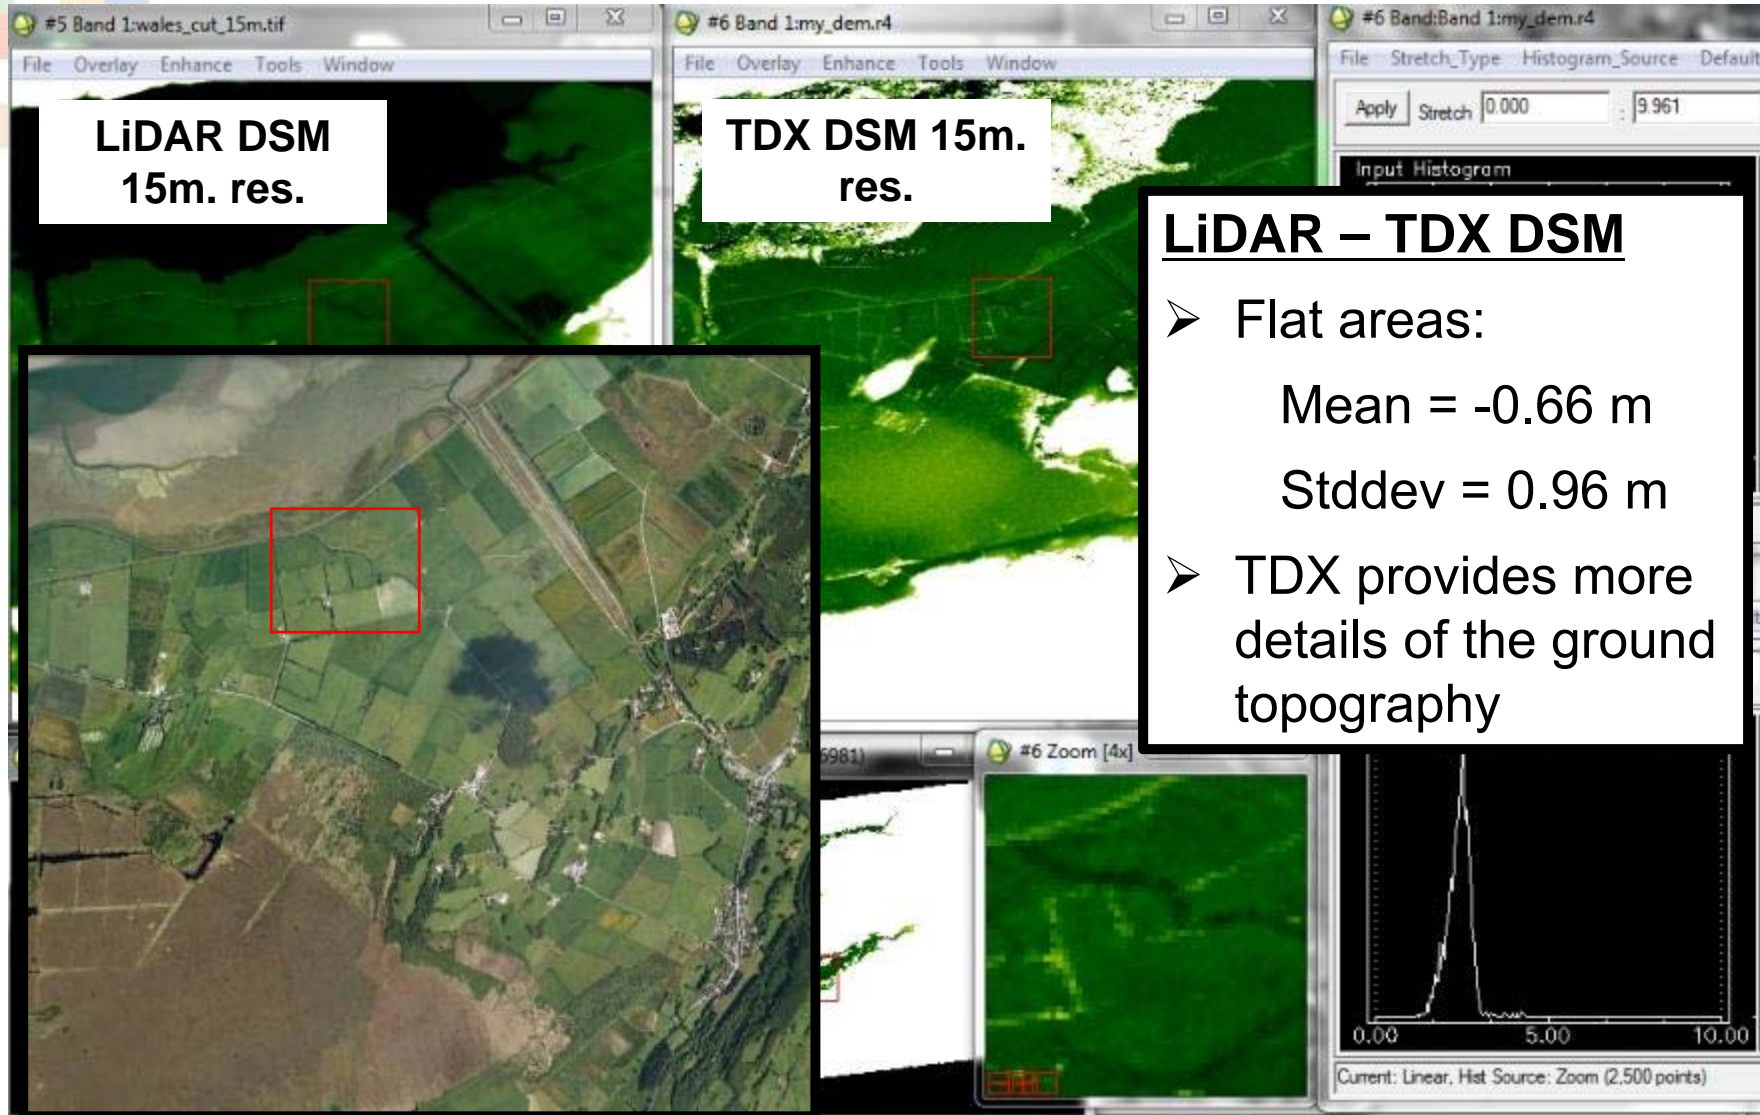 #5 Band 1:wales_cut_15m.tif
File Overlay Enhance Tools Window
LiDAR DSM
15m. res.
#6 Band 1:my_dem.r4
File Overlay Enhance Tools Window
TDX DSM 15m.
res.
#6 Band:Band 1:my_dem.r4
File Stretch_Type Histogram_Source Default
Apply Stretch 0.000 : 9.961
Input Histogram
LiDAR – TDX DSM
➢ Flat areas:
Mean = -0.66 m
Stddev = 0.96 m
➢ TDX provides more
details of the ground
topography
6981)
#6 Zoom [4x]
0.00 5.00 10.00
Current: Linear, Hist Source: Zoom (2,500 points)